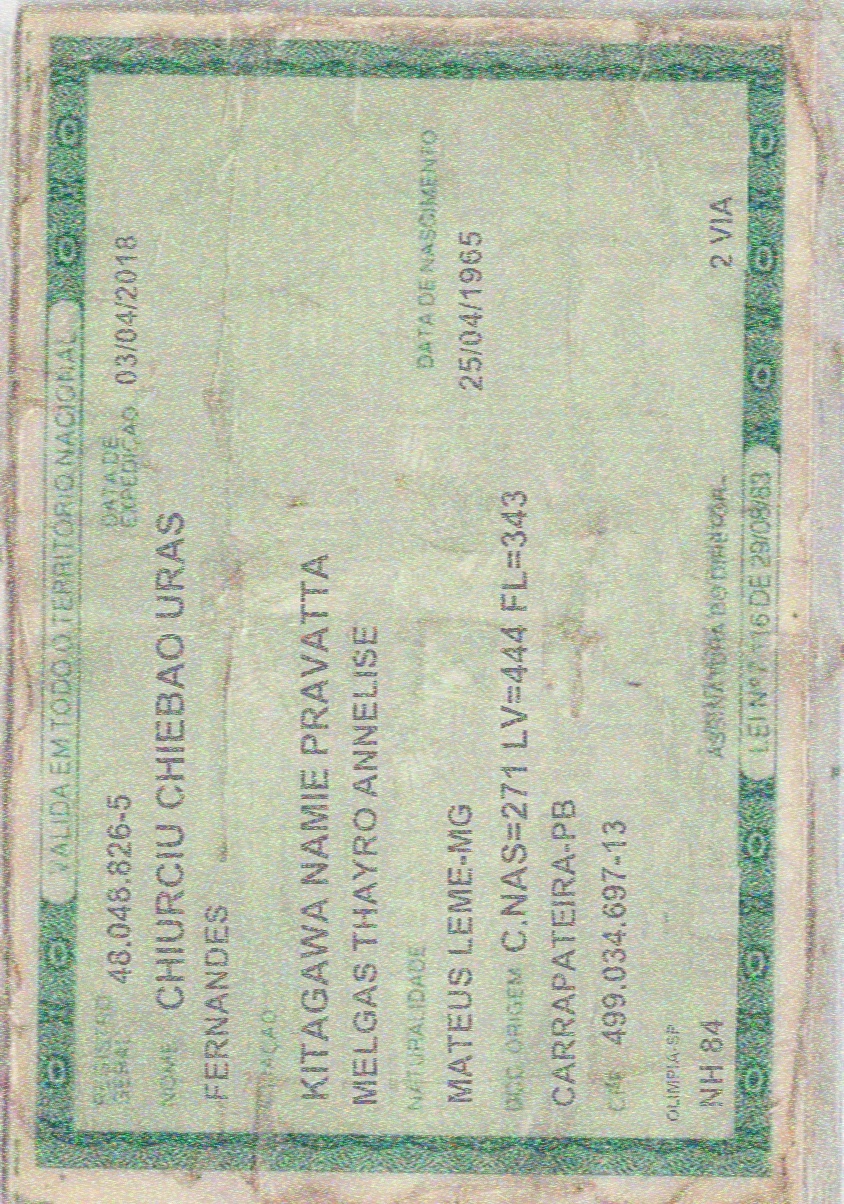 VÁLIDA EM TODO O TERRITÓRIO NACIONAL
REGISTRO GERAL 48.048.826-5 DATA DE EXPEDIÇÃO 03/04/2018
NOME CHIURCIU CHIEBAO URAS
FERNANDES
FILIAÇÃO
KITAGAWA NAMIE PRAVATTA
MELGAS THAYRO ANNELISE
NATURALIDADE DATA DE NASCIMENTO
MATEUS LEME-MG 25/04/1965
DOC. ORIGEM C.NAS=271 LV=444 FL=343
CARRAPATEIRA-PB
CPF 499.034.697-13
OLIMPIA-SP
NH 84 ASSINATURA DO DIRETOR 2 VIA
LEI Nº 7.116 DE 29/08/83